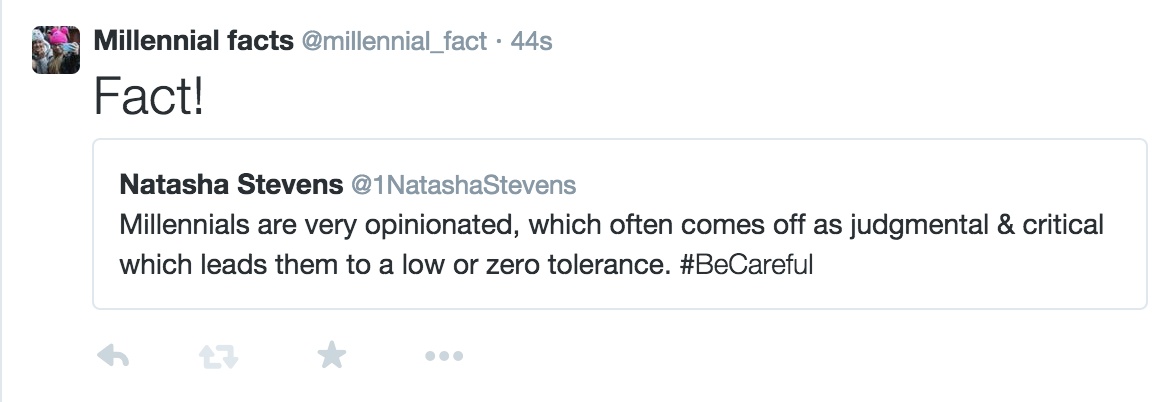 Millennial facts @millennial_fact · 44s
Fact!
Natasha Stevens @1NatashaStevens
Millennials are very opinionated, which often comes off as judgmental & critical
which leads them to a low or zero tolerance. #BeCareful